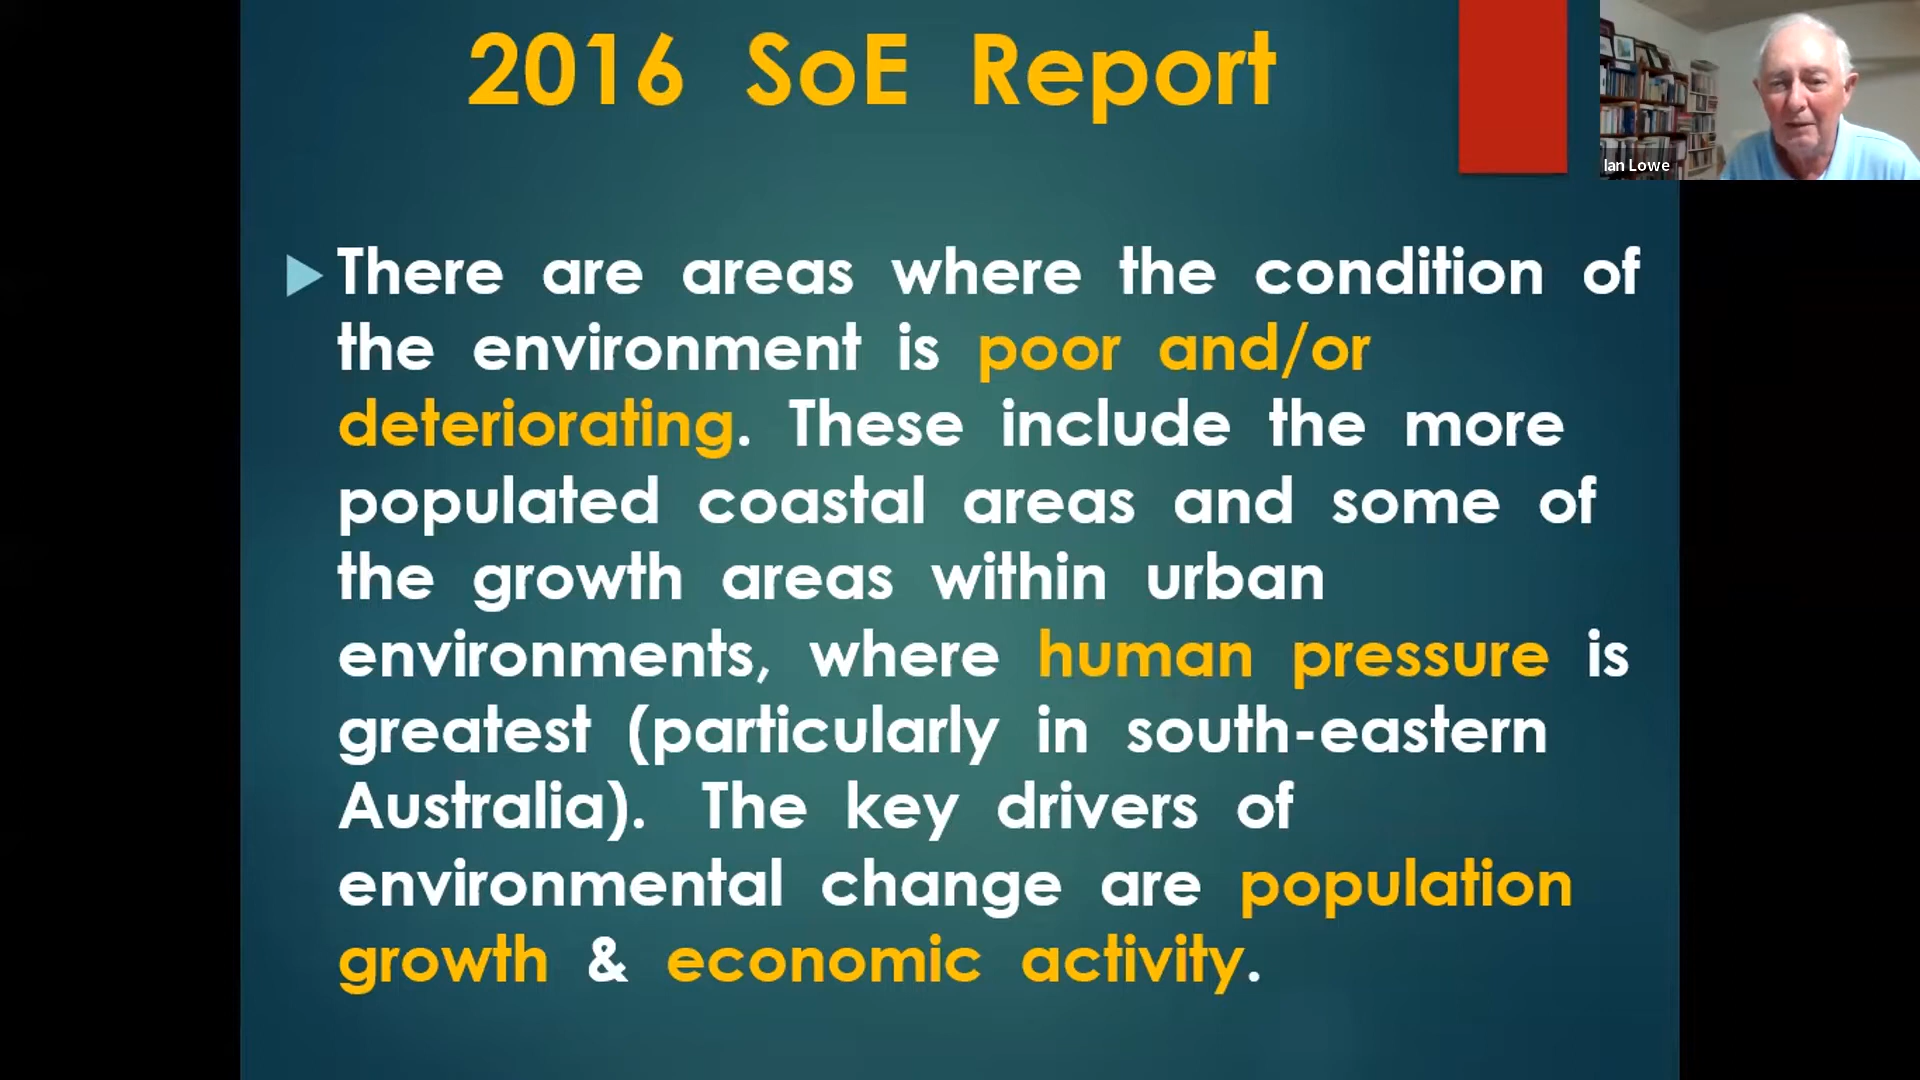 2016 SoE Report
Ian Lowe
There are areas where the condition of
the environment is poor and/or
deteriorating. These include the more
populated coastal areas and some of
the growth areas within urban
environments, where human pressure is
greatest (particularly in south-eastern
Australia). The key drivers of
environmental change are population
growth & economic activity.